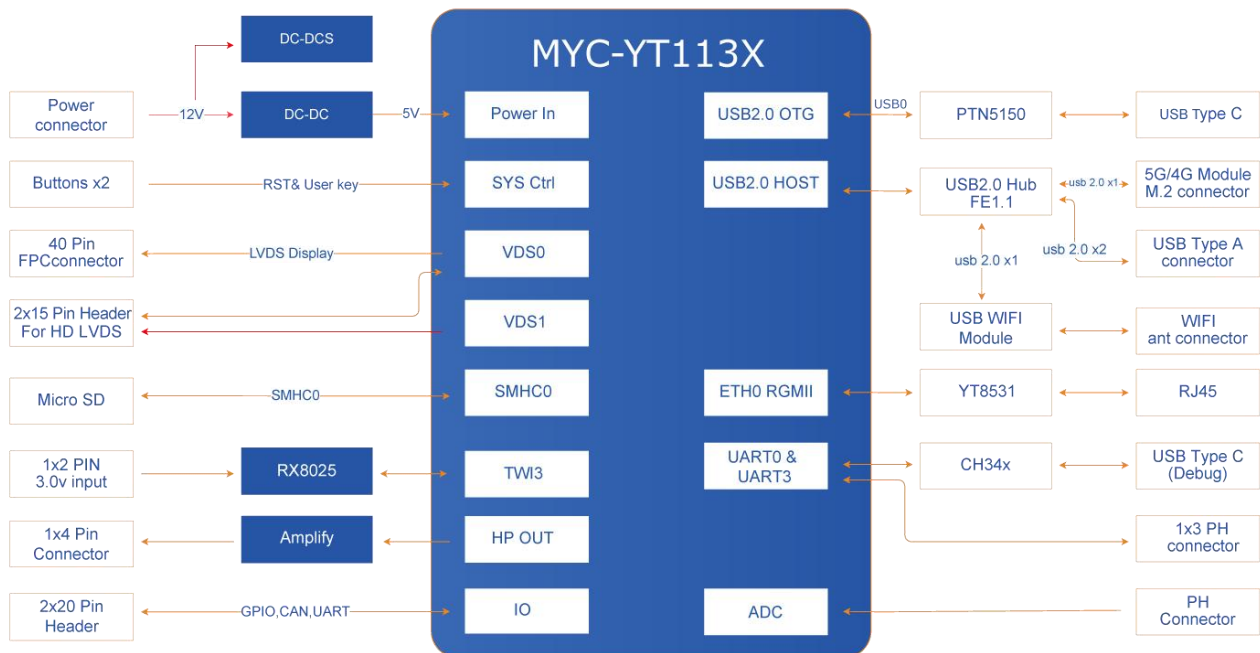 MYC-YT113X
DC-DCS
Power
connector
12V
DC-DC
5V
Power In
Buttons x2
RST& User key
SYS Ctrl
40 Pin
FPCconnector
LVDS Display
VDS0
2x15 Pin Header
For HD LVDS
VDS1
Micro SD
SMHC0
SMHC0
1x2 PIN
3.0v input
RX8025
TWI3
1x4 Pin
Connector
Amplify
HP OUT
2x20 Pin
Header
GPIO,CAN,UART
IO
USB2.0 OTG
USB0
PTN5150
USB Type C
USB2.0 HOST
USB2.0 Hub
FE1.1
usb 2.0 x1
5G/4G Module
M.2 connector
usb 2.0 x1
usb 2.0 x2
USB Type A
connector
USB WIFI
Module
WIFI
ant connector
ETH0 RGMII
YT8531
RJ45
UART0 &
UART3
CH34x
USB Type C
(Debug)
1x3 PH
connector
ADC
PH
Connector